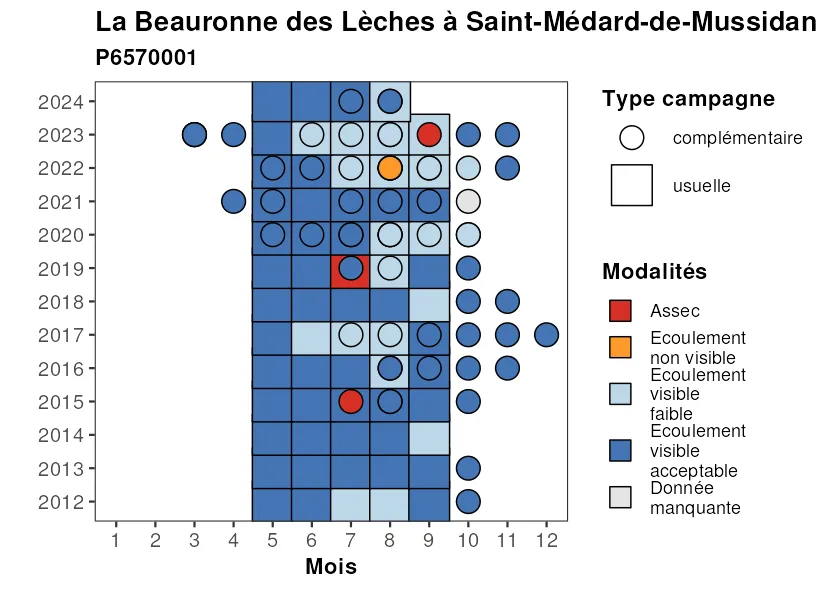 La Beauronne des Lèches à Saint-Médard-de-Mussidan
P6570001
2024
2023
2022
2021
2020
2019
2018
2017
2016
2015
2014
2013
2012
1 2 3 4 5 6 7 8 9 10 11 12
Mois
Type campagne
complémentaire
usuelle
Modalités
Assec
Ecoulement
non visible
Ecoulement
visible
faible
Ecoulement
visible
acceptable
Donnée
manquante